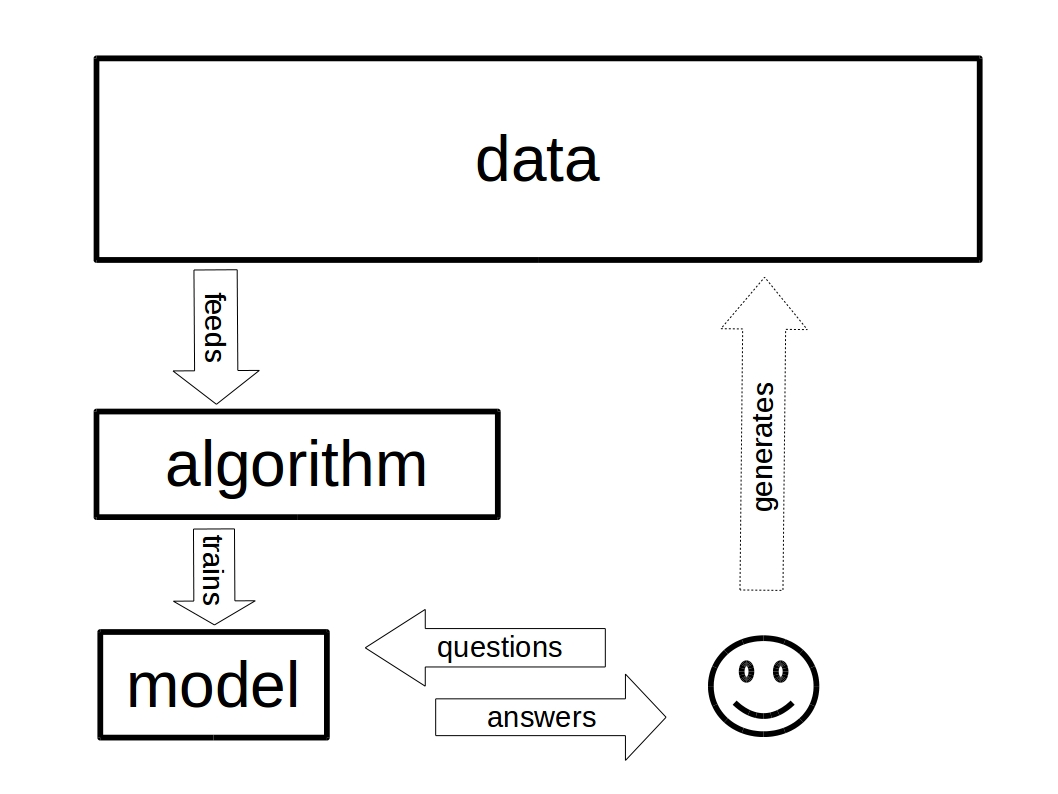 data
feeds
generates
algorithm
trains
model
questions
answers